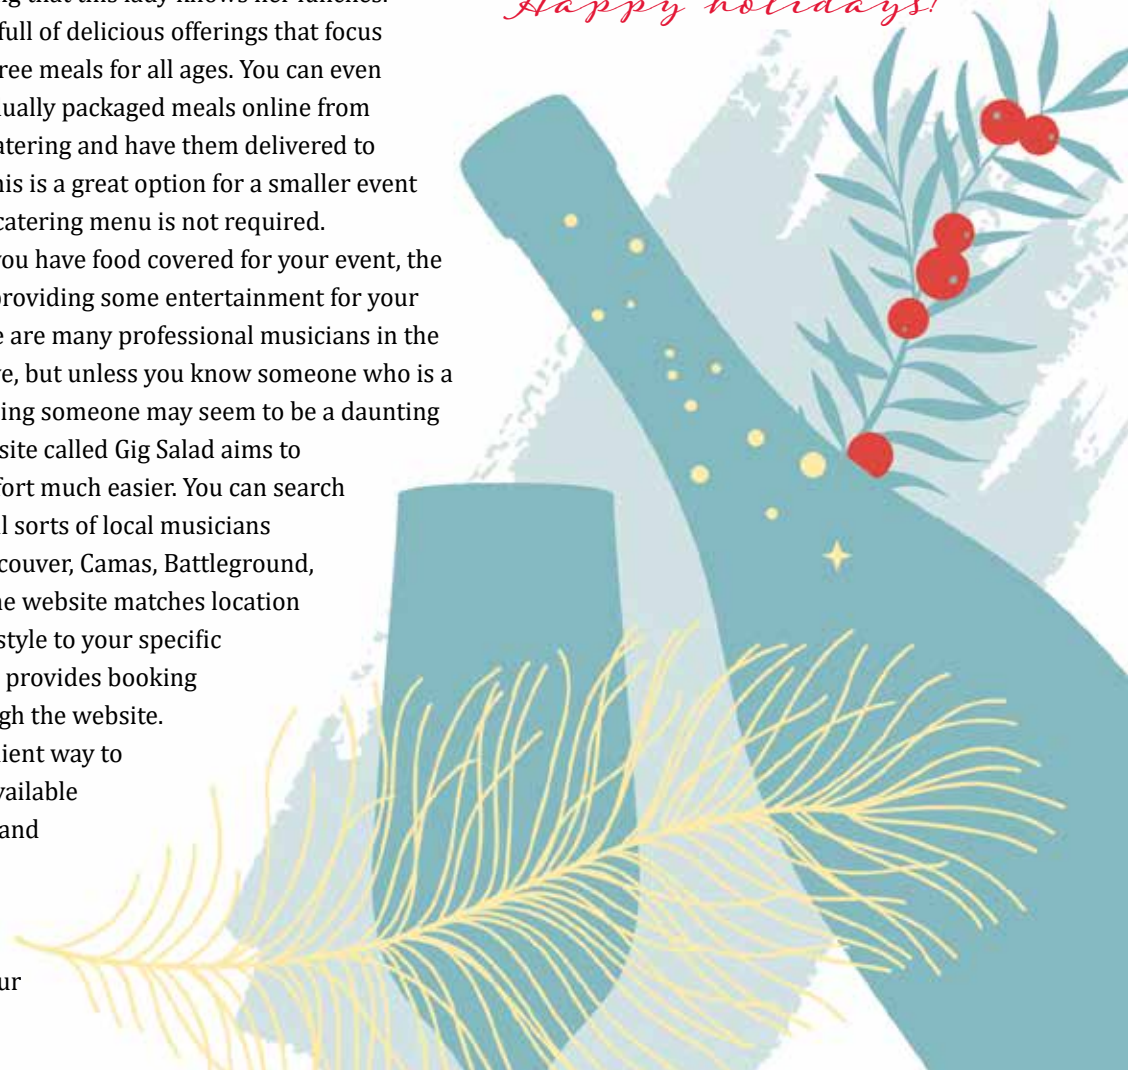 that this lady knows her lunches.
full of delicious offerings that focus
ree meals for all ages. You can even
ually packaged meals online from
atering and have them delivered to
his is a great option for a smaller event
catering menu is not required.
you have food covered for your event, the
providing some entertainment for your
e are many professional musicians in the
e, but unless you know someone who is a
ing someone may seem to be a daunting
site called Gig Salad aims to
fort much easier. You can search
l sorts of local musicians
couver, Camas, Battleground,
he website matches location
style to your specific
provides booking
gh the website.
ient way to
vailable
and
ur
Happy holidays!